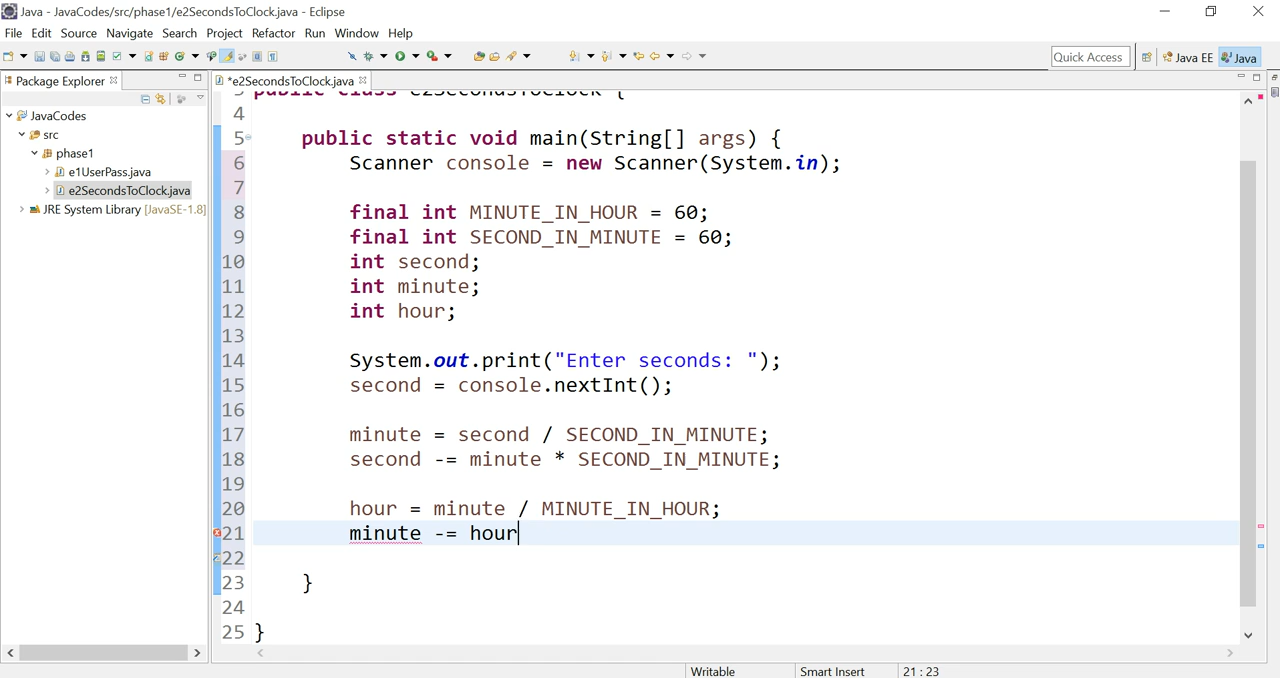 Java - JavaCodes/src/phase1/e2SecondsToClock.java - Eclipse
File Edit Source Navigate Search Project Refactor Run Window Help
Quick Access Java EE Java
Package Explorer
*e2SecondsToClock.java
JavaCodes
src
phase1
e1UserPass.java
e2SecondsToClock.java
JRE System Library [JavaSE-1.8]
3 public class e2SecondsToClock {
4
5 public static void main(String[] args) {
6 Scanner console = new Scanner(System.in);
7
8 final int MINUTE_IN_HOUR = 60;
9 final int SECOND_IN_MINUTE = 60;
10 int second;
11 int minute;
12 int hour;
13
14 System.out.print("Enter seconds: ");
15 second = console.nextInt();
16
17 minute = second / SECOND_IN_MINUTE;
18 second -= minute * SECOND_IN_MINUTE;
19
20 hour = minute / MINUTE_IN_HOUR;
21 minute -= hour
22
23 }
24
25 }
Writable Smart Insert 21 : 23